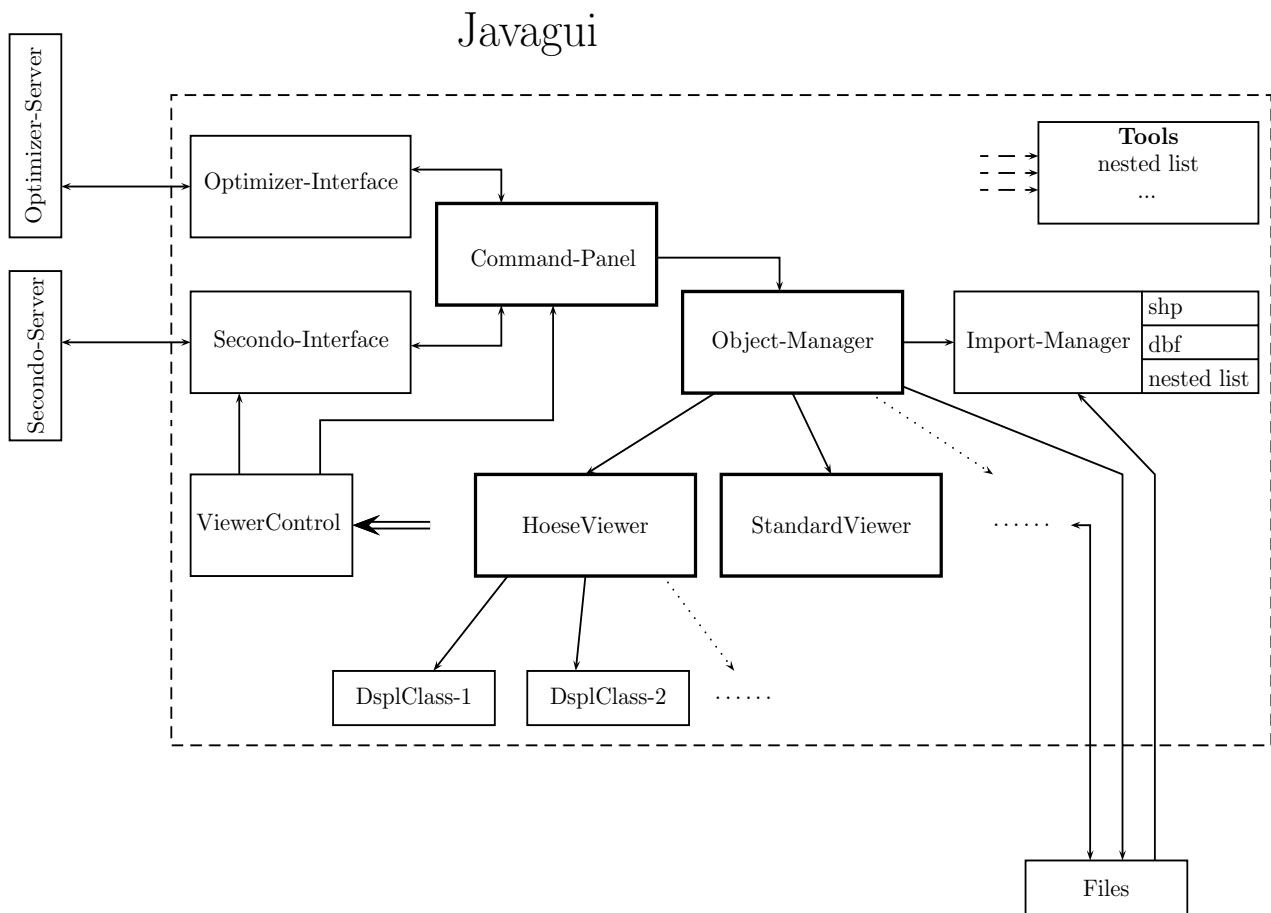 Javagui
Optimizer-Server
Tools
nested list
...
Optimizer-Interface
Command-Panel
Secondo-Server
Secondo-Interface
Object-Manager
Import-Manager
shp
dbf
nested list
ViewerControl
HoeseViewer
StandardViewer
......
DsplClass-1
DsplClass-2
......
Files